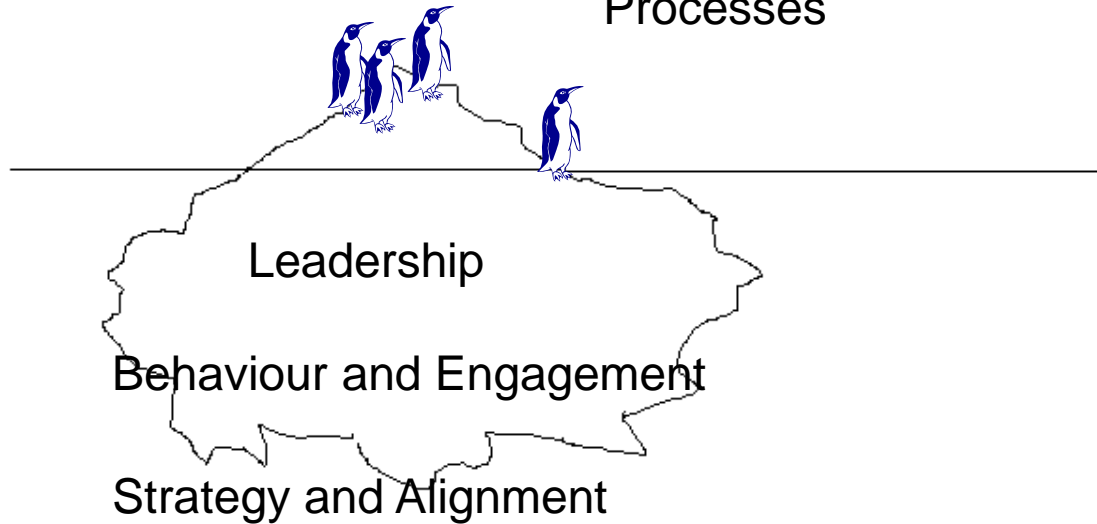 Processes
Leadership
Behaviour and Engagement
Strategy and Alignment